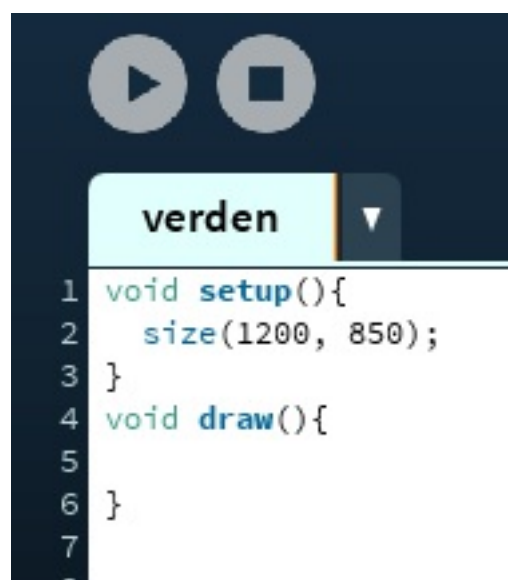 verden
1 void setup(){
2   size(1200, 850);
3 }
4 void draw(){
5
6 }
7